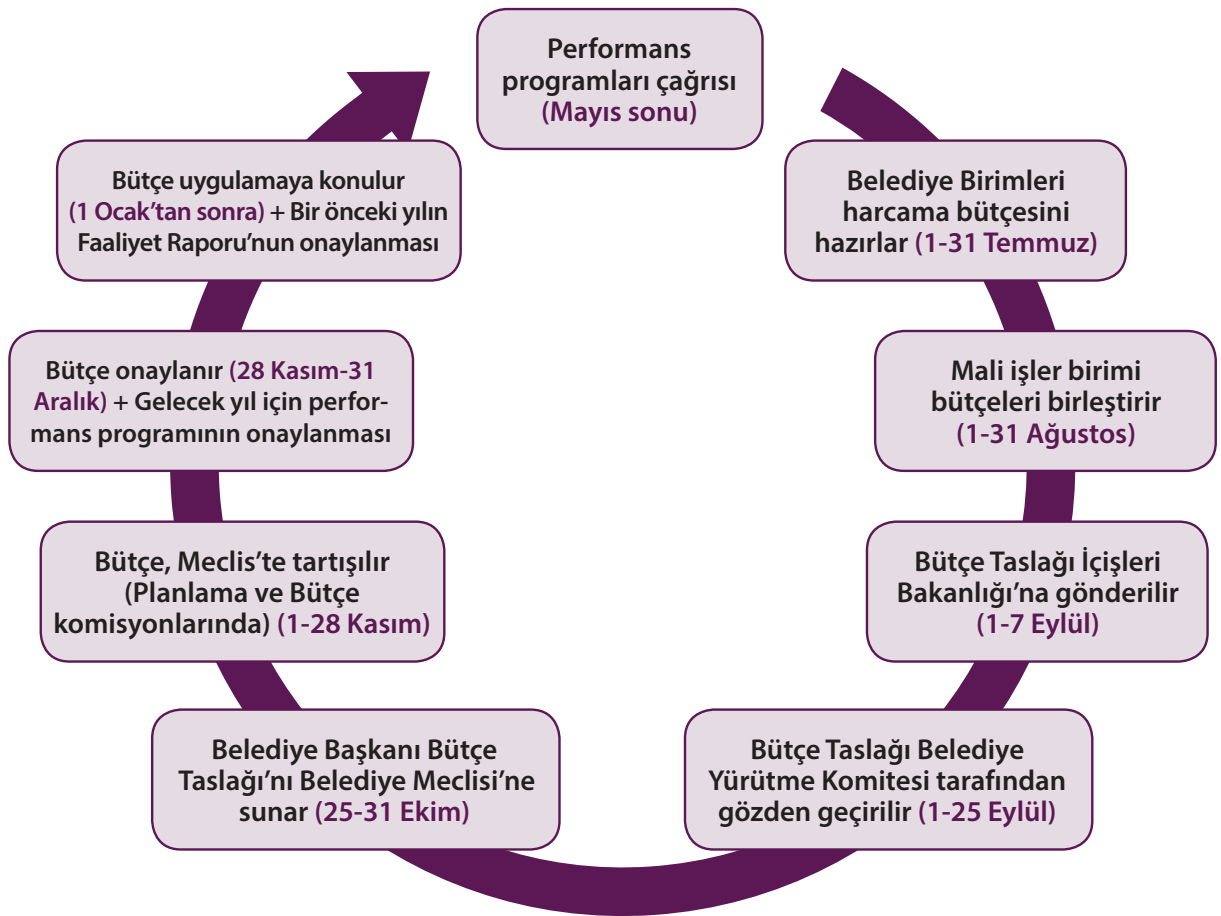 Performans
programları çağrısı
(Mayıs sonu)
Belediye Birimleri
harcama bütçesini
hazırlar (1-31 Temmuz)
Mali işler birimi
bütçeleri birleştirir
(1-31 Ağustos)
Bütçe Taslağı İçişleri
Bakanlığı’na gönderilir
(1-7 Eylül)
Bütçe Taslağı Belediye
Yürütme Komitesi tarafından
gözden geçirilir (1-25 Eylül)
Belediye Başkanı Bütçe
Taslağı’nı Belediye Meclisi’ne
sunar (25-31 Ekim)
Bütçe, Meclis’te tartışılır
(Planlama ve Bütçe
komisyonlarında) (1-28 Kasım)
Bütçe onaylanır (28 Kasım-31
Aralık) + Gelecek yıl için perfor-
mans programının onaylanması
Bütçe uygulamaya konulur
(1 Ocak’tan sonra) + Bir önceki yılın
Faaliyet Raporu’nun onaylanması